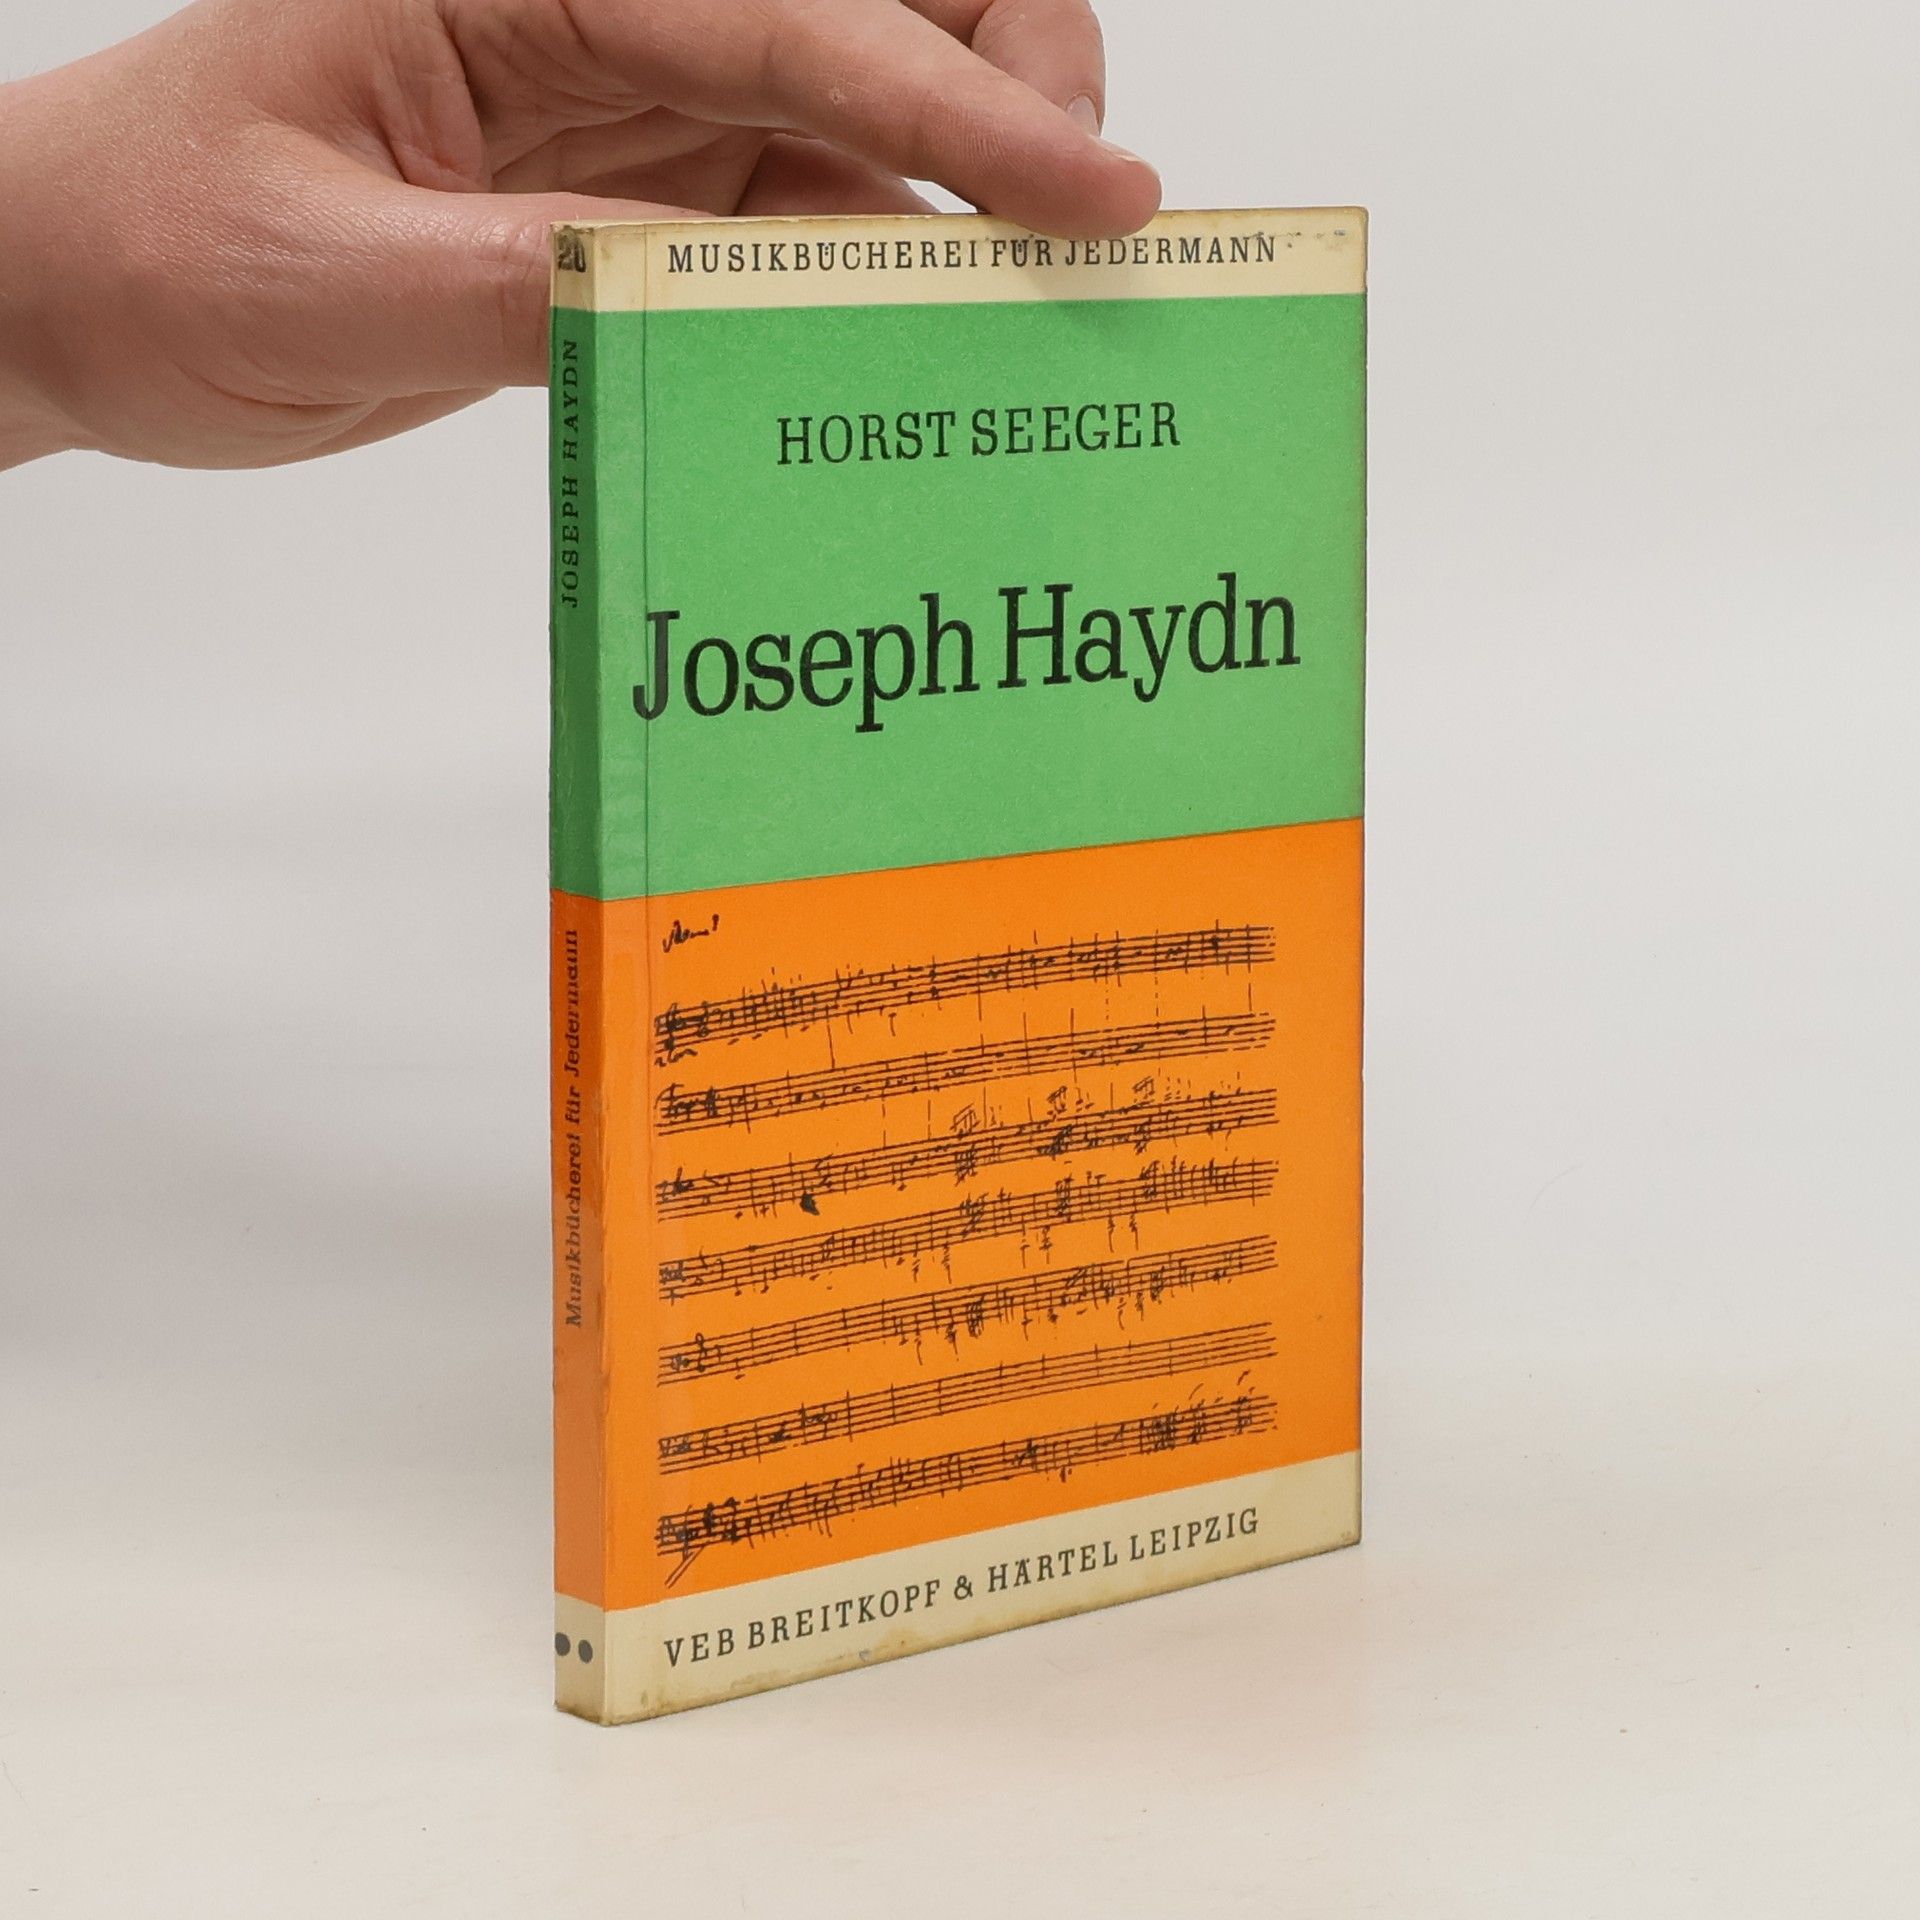 MUSIKBÜCHEREI FÜR JEDERMANN
HORST SEEGER
Joseph Haydn
VEB BREITKOPF & HÄRTEL LEIPZIG
20
JOSEPH HAYDN
Musikbücherei für Jedermann